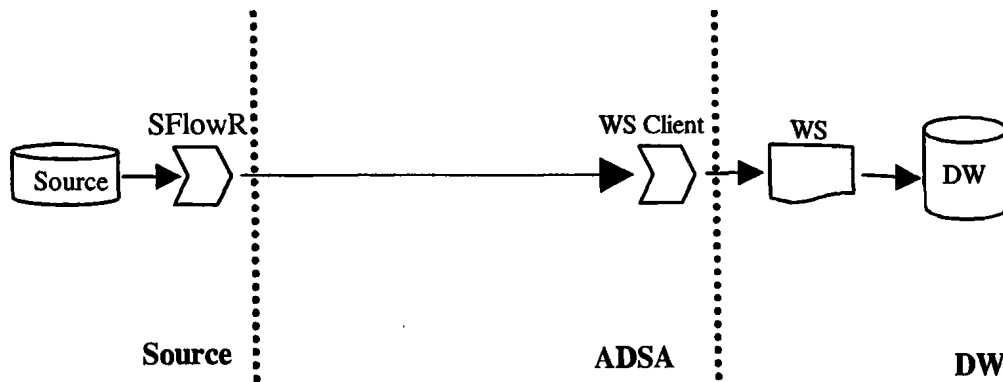 SFlowR
WS Client
WS
Source
DW
Source
ADSA
DW